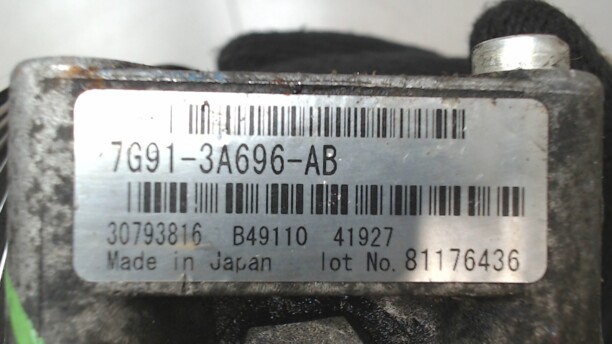 7G91-3A696-AB
30793816 B49110 41927
Made in Japan lot No. 81176436